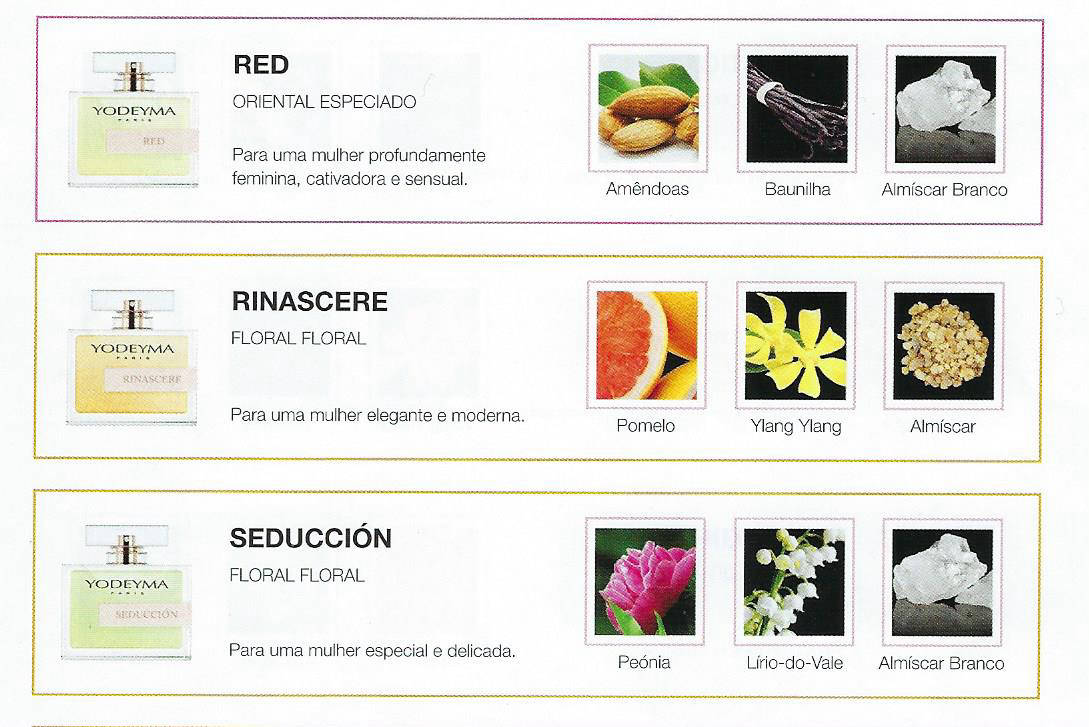 RED
ORIENTAL ESPECIADO
YODEYMA
PARIS
RED
Para uma mulher profundamente
feminina, cativadora e sensual.
Amêndoas
Baunilha
Almíscar Branco
RINASCERE
FLORAL FLORAL
YODEYMA
PARIS
RINASCERE
Para uma mulher elegante e moderna.
Pomelo
Ylang Ylang
Almíscar
SEDUCCIÓN
FLORAL FLORAL
YODEYMA
PARIS
SEDUCCIÓN
Para uma mulher especial e delicada.
Peónia
Lírio-do-Vale
Almíscar Branco